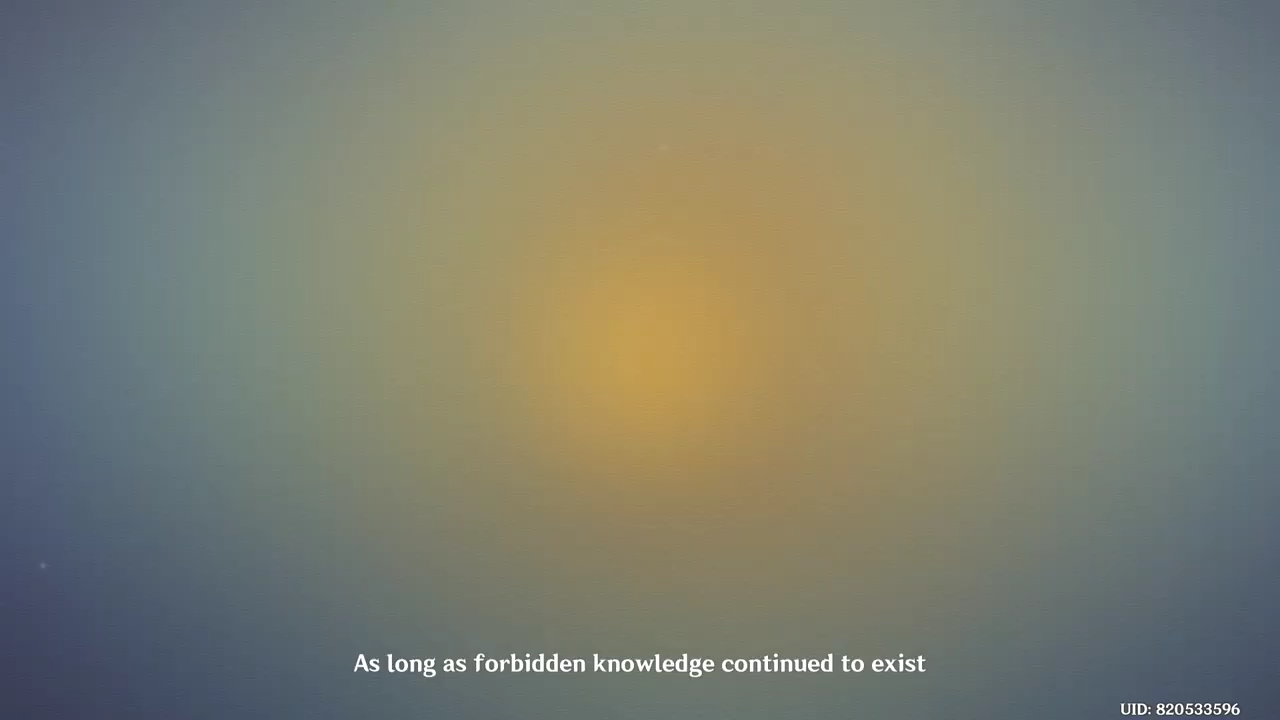 As long as forbidden knowledge continued to exist
UID: 820533596